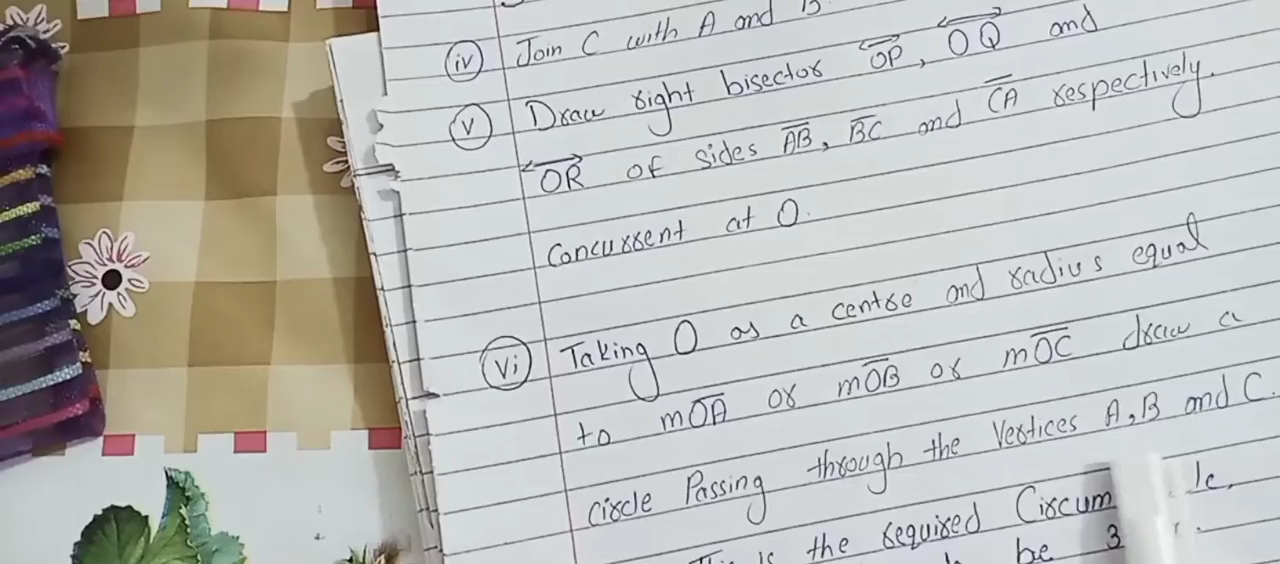 (iv) Join C with A and B
(v) Draw right bisector OP, OQ and
OR of sides AB, BC and CA respectively.
Concurrent at O.
(vi) Taking O as a centre and radius equal
to mOA or mOB or mOC draw a
circle Passing through the Vertices A, B and C.
is the required Circum le,
be 3